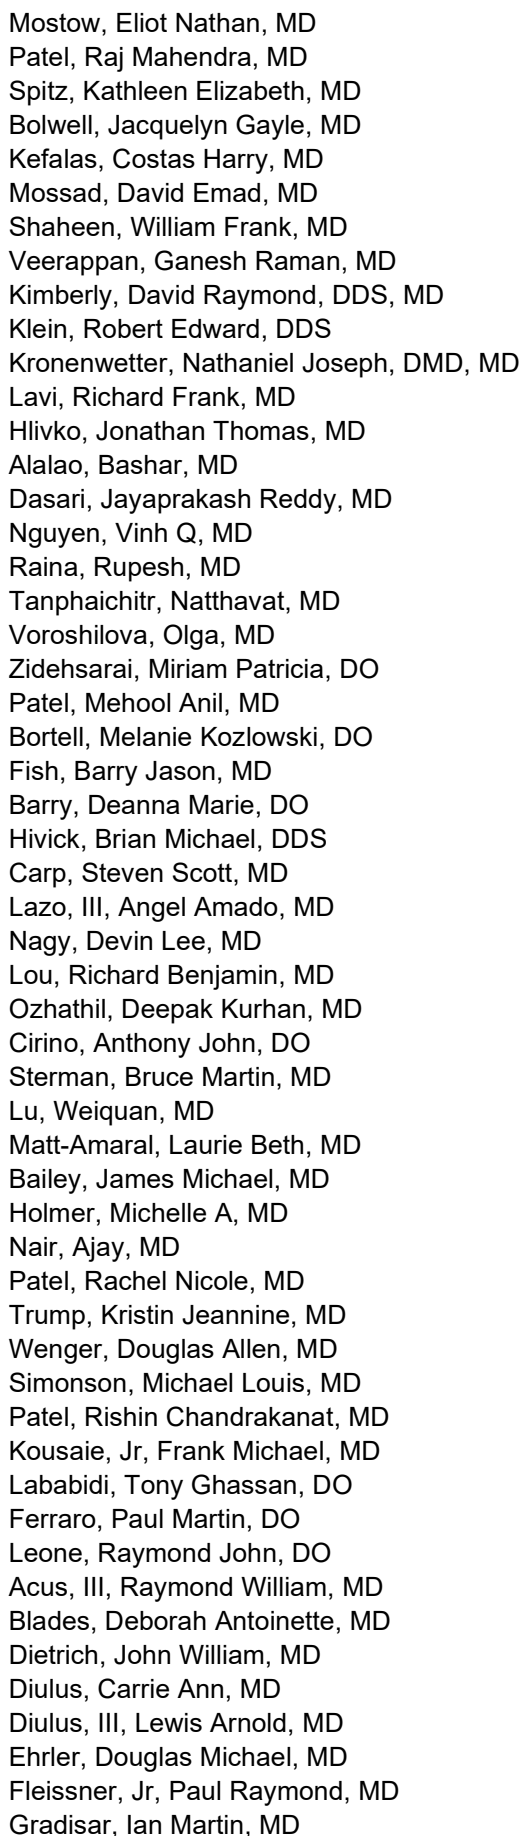 Mostow, Eliot Nathan, MD
Patel, Raj Mahendra, MD
Spitz, Kathleen Elizabeth, MD
Bolwell, Jacquelyn Gayle, MD
Kefalas, Costas Harry, MD
Mossad, David Emad, MD
Shaheen, William Frank, MD
Veerappan, Ganesh Raman, MD
Kimberly, David Raymond, DDS, MD
Klein, Robert Edward, DDS
Kronenwetter, Nathaniel Joseph, DMD, MD
Lavi, Richard Frank, MD
Hlivko, Jonathan Thomas, MD
Alalao, Bashar, MD
Dasari, Jayaprakash Reddy, MD
Nguyen, Vinh Q, MD
Raina, Rupesh, MD
Tanphaichitr, Natthavat, MD
Voroshilova, Olga, MD
Zidehsarai, Miriam Patricia, DO
Patel, Mehool Anil, MD
Bortell, Melanie Kozlowski, DO
Fish, Barry Jason, MD
Barry, Deanna Marie, DO
Hivick, Brian Michael, DDS
Carp, Steven Scott, MD
Lazo, III, Angel Amado, MD
Nagy, Devin Lee, MD
Lou, Richard Benjamin, MD
Ozhathil, Deepak Kurhan, MD
Cirino, Anthony John, DO
Sterman, Bruce Martin, MD
Lu, Weiquan, MD
Matt-Amaral, Laurie Beth, MD
Bailey, James Michael, MD
Holmer, Michelle A, MD
Nair, Ajay, MD
Patel, Rachel Nicole, MD
Trump, Kristin Jeannine, MD
Wenger, Douglas Allen, MD
Simonson, Michael Louis, MD
Patel, Rishin Chandrakanat, MD
Kousaie, Jr, Frank Michael, MD
Lababidi, Tony Ghassan, DO
Ferraro, Paul Martin, DO
Leone, Raymond John, DO
Acus, III, Raymond William, MD
Blades, Deborah Antoinette, MD
Dietrich, John William, MD
Diulus, Carrie Ann, MD
Diulus, III, Lewis Arnold, MD
Ehrler, Douglas Michael, MD
Fleissner, Jr, Paul Raymond, MD
Gradisar, Ian Martin, MD